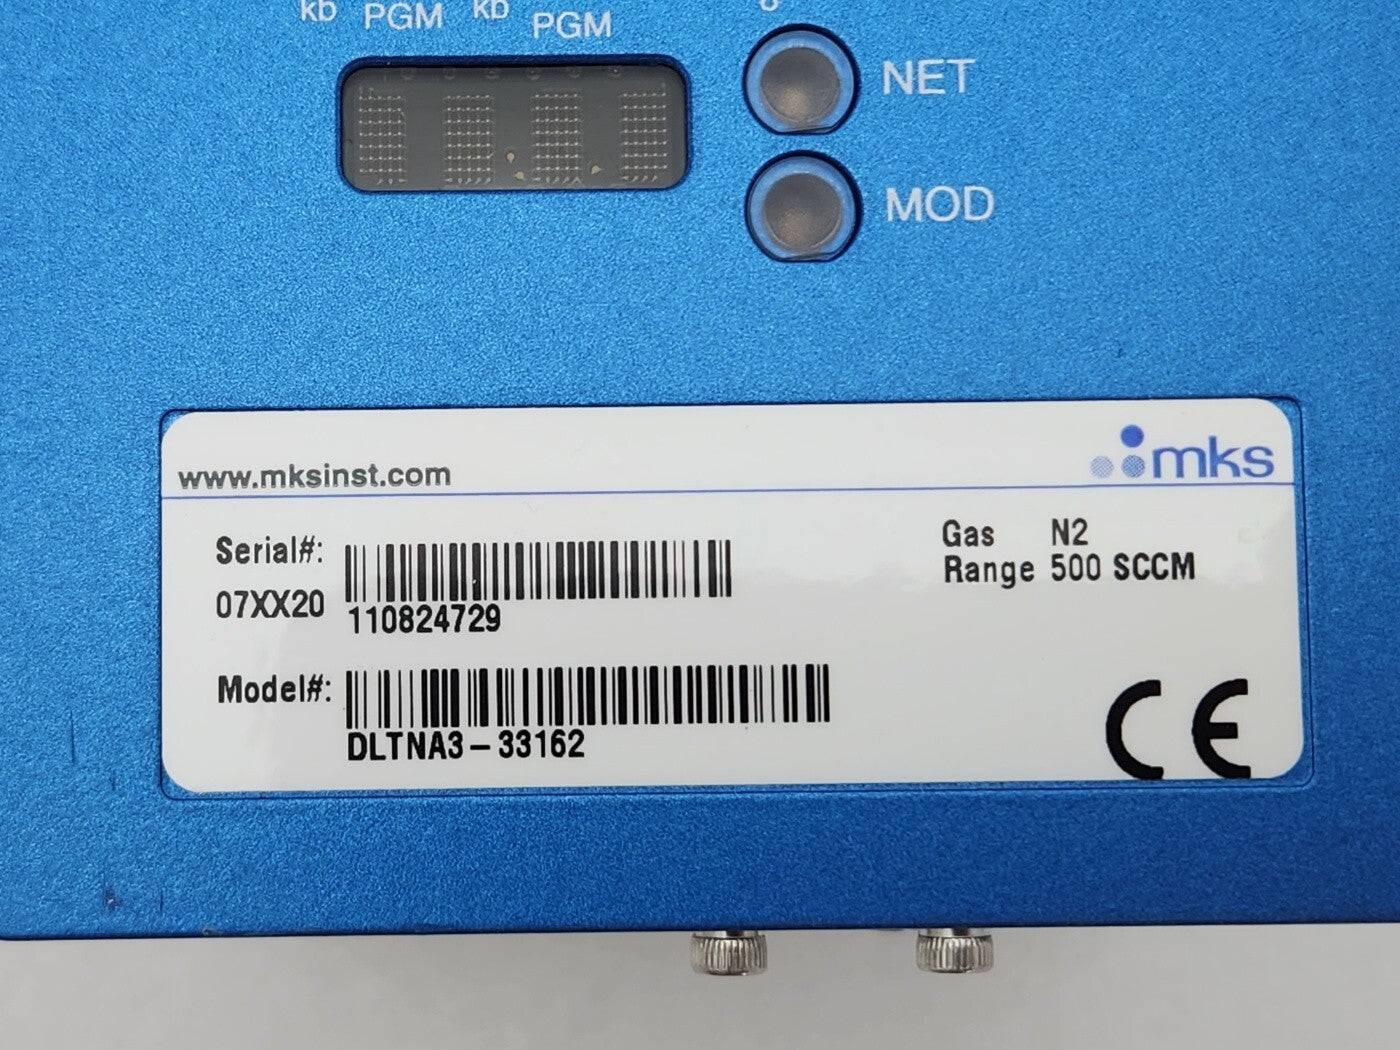 kb PGM kb PGM
NET
MOD
www.mksinst.com
mks
Serial#:
07XX20
110824729
Gas N2
Range 500 SCCM
Model#:
DLTNA3-33162
CE